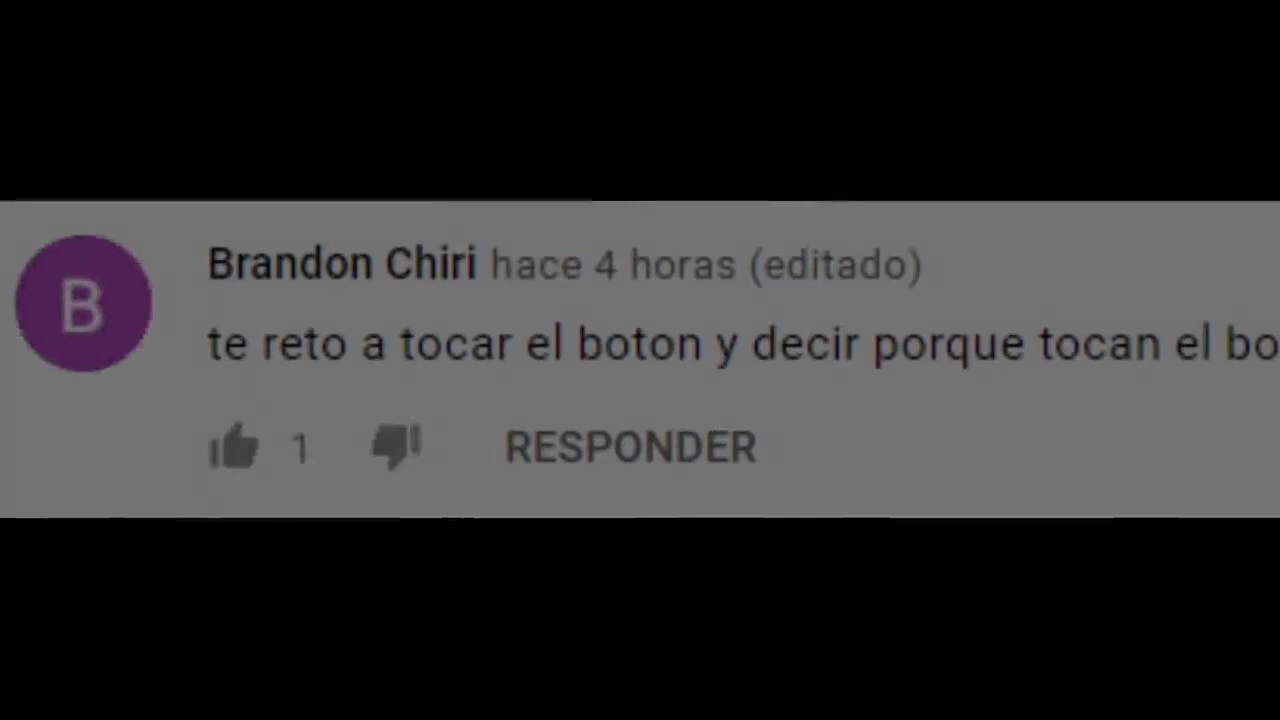 B
Brandon Chiri hace 4 horas (editado)
te reto a tocar el boton y decir porque tocan el bo
1
RESPONDER